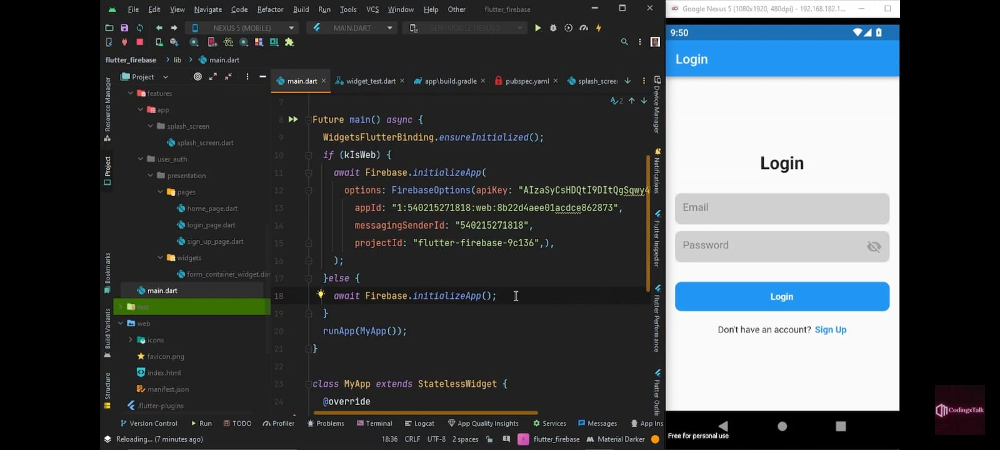 File Edit View Navigate Code Refactor Build Run Tools VCS Window Help Other flutter_firebase
NEXUS 5 (MOBILE) MAIN.DART GENYMOBILE NEXUS 5
flutter_firebase > lib > main.dart
Project
main.dart widget_test.dart app\build.gradle pubspec.yaml splash_scree
features
app
splash_screen
splash_screen.dart
user_auth
presentation
pages
home_page.dart
login_page.dart
sign_up_page.dart
widgets
form_container_widget.dar
main.dart
test
web
icons
favicon.png
index.html
manifest.json
.flutter-plugins
Resource Manager
Project
Bookmarks
Build Variants
Structure
2
7
8 Future main() async {
9 WidgetsFlutterBinding.ensureInitialized();
10 if (kIsWeb) {
11 await Firebase.initializeApp(
12 options: FirebaseOptions(apiKey: "AIzaSyCsHDQtI9DItQgSqwy4
13 appId: "1:540215271818:web:8b22d4aee01acdce862873",
14 messagingSenderId: "540215271818",
15 projectId: "flutter-firebase-9c136",),
16 );
17 }else {
18 await Firebase.initializeApp();
19 }
20 runApp(MyApp());
21 }
22
23 class MyApp extends StatelessWidget {
24 @override
Device Manager
Notifications
Flutter Inspector
Flutter Performance
Flutter Outli
Version Control Run TODO Profiler Problems Terminal Logcat App Quality Insights Services Messages App Ins
Reloading... (7 minutes ago) 18:36 CRLF UTF-8 2 spaces F flutter_firebase Material Darker
Google Nexus 5 (1080x1920, 480dpi) - 192.168.182.1...
9:50
Login
Login
Email
Password
Login
Don't have an account? Sign Up
Free for personal use
CodingxTalk